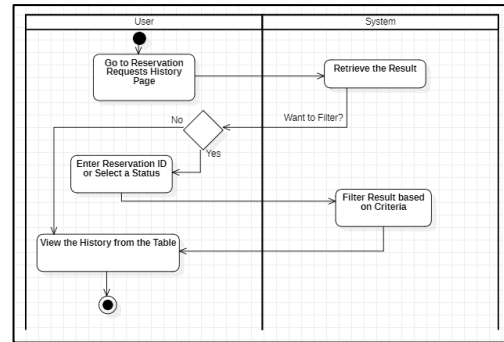 User
System
Go to Reservation
Requests History
Page
Retrieve the Result
No
Want to Filter?
Yes
Enter Reservation ID
or Select a Status
Filter Result based
on Criteria
View the History from the Table